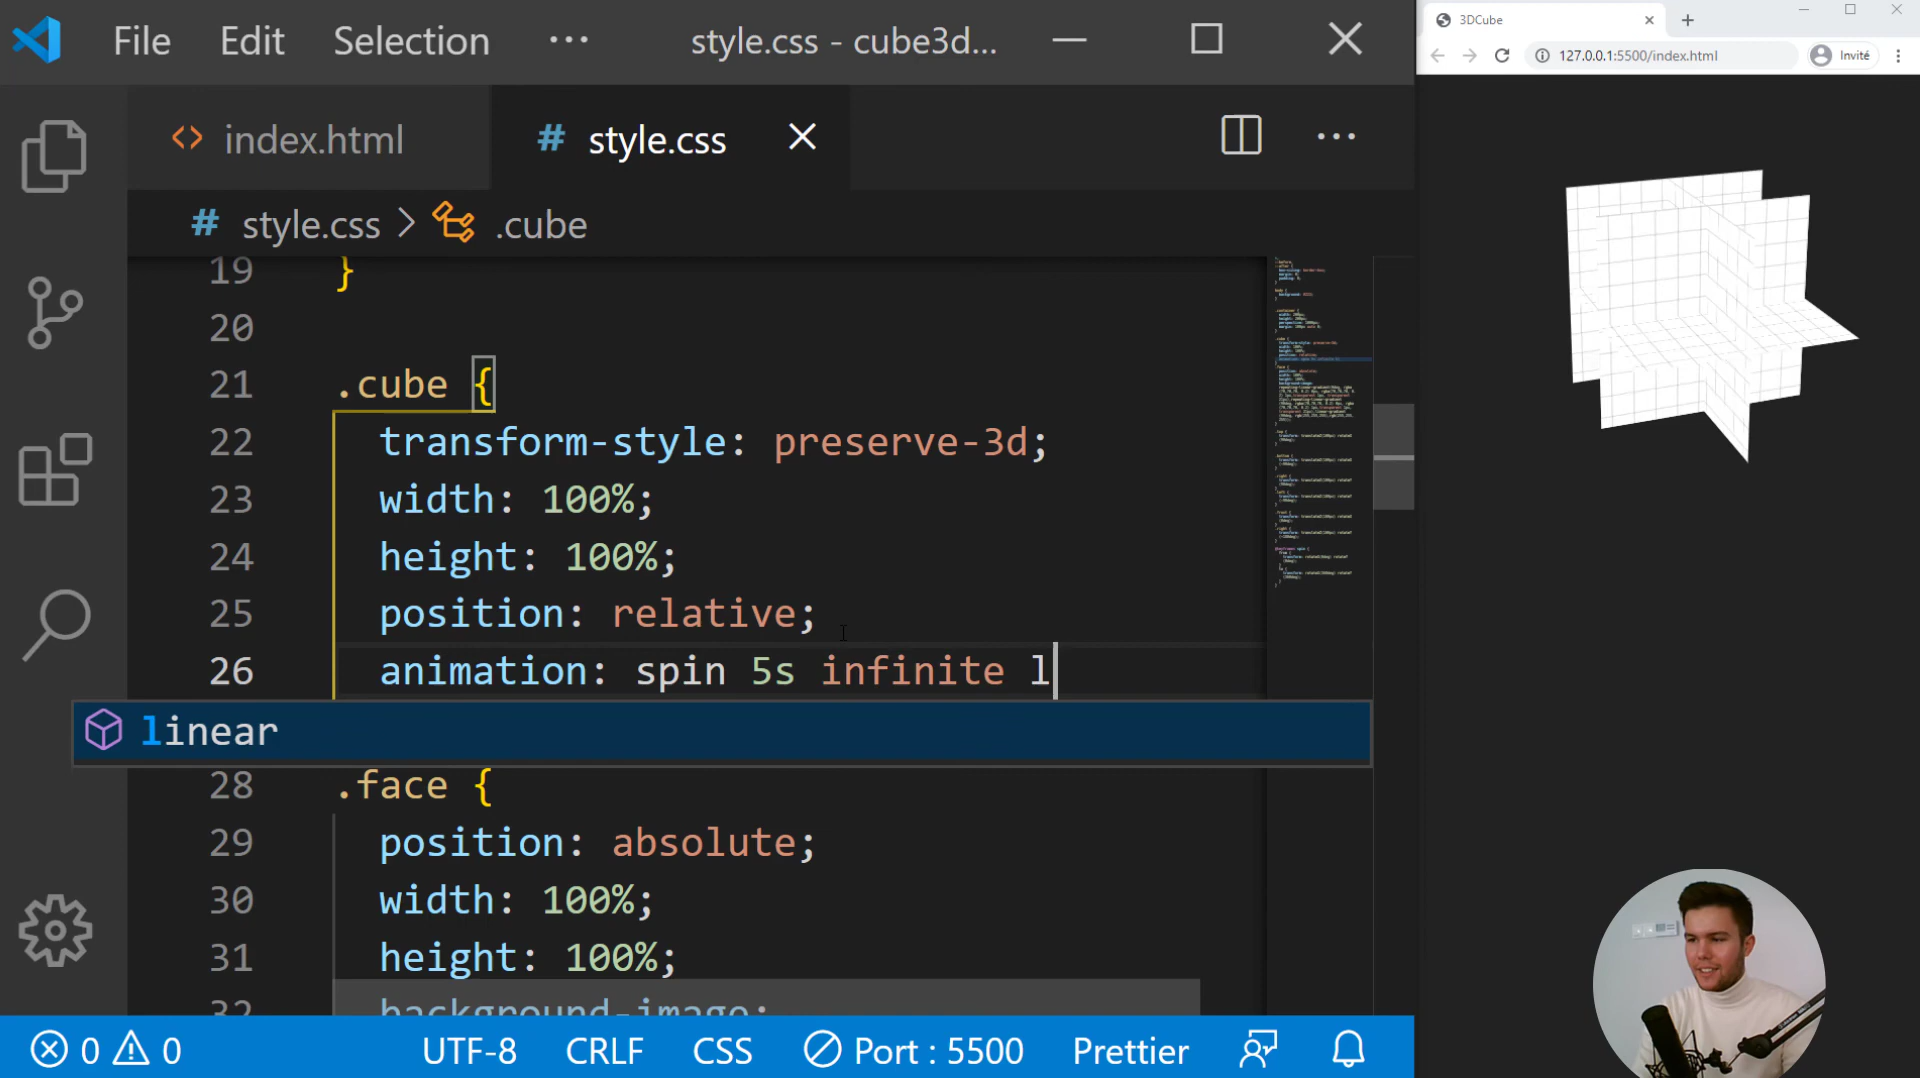 File Edit Selection ··· style.css - cube3d...
index.html
style.css
style.css > .cube
19 }
20
21 .cube {
22 transform-style: preserve-3d;
23 width: 100%;
24 height: 100%;
25 position: relative;
26 animation: spin 5s infinite l
linear
28 .face {
29 position: absolute;
30 width: 100%;
31 height: 100%;
32 background-image:
0 0 UTF-8 CRLF CSS Port : 5500 Prettier
3DCube
127.0.0.1:5500/index.html Invité